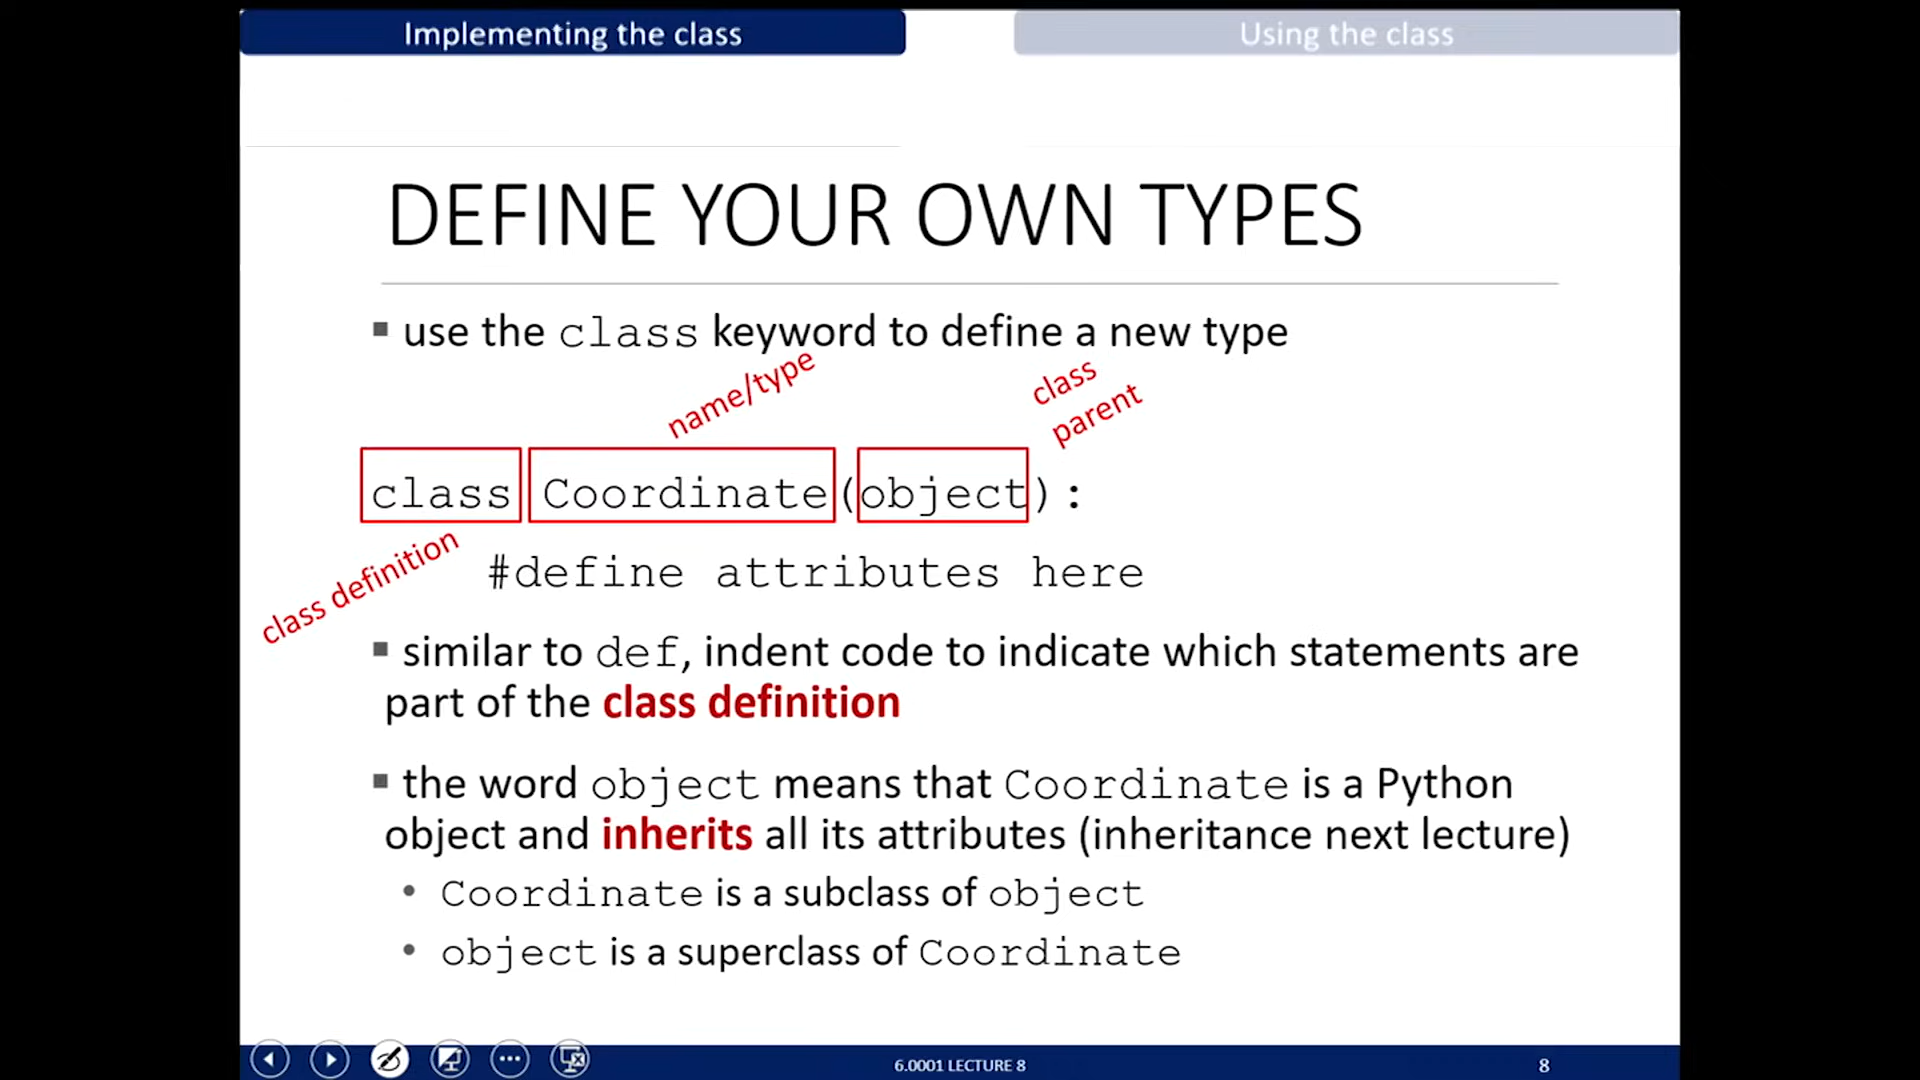 Implementing the class
Using the class
DEFINE YOUR OWN TYPES
▪ use the class keyword to define a new type
name/type
class
parent
class Coordinate(object):
class definition
#define attributes here
▪ similar to def, indent code to indicate which statements are
part of the class definition
▪ the word object means that Coordinate is a Python
object and inherits all its attributes (inheritance next lecture)
• Coordinate is a subclass of object
• object is a superclass of Coordinate
6.0001 LECTURE 8
8